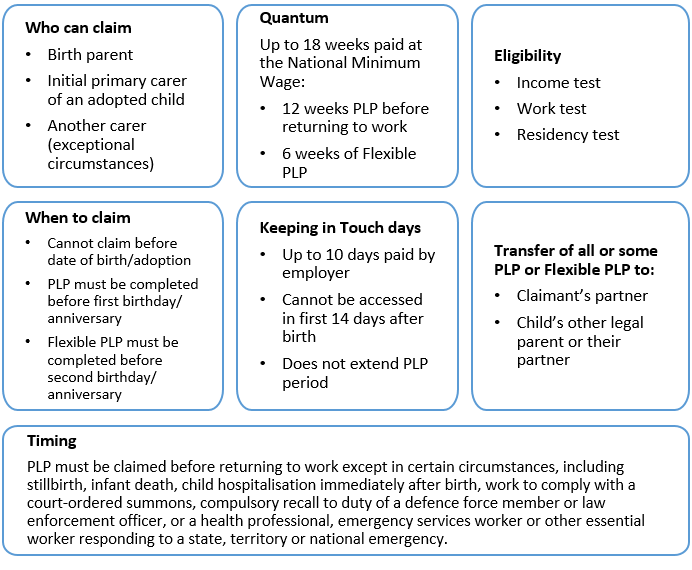 Who can claim
• Birth parent
• Initial primary carer
of an adopted child
• Another carer
(exceptional
circumstances)
Quantum
Up to 18 weeks paid at
the National Minimum
Wage:
• 12 weeks PLP before
returning to work
• 6 weeks of Flexible
PLP
Eligibility
• Income test
• Work test
• Residency test
When to claim
• Cannot claim before
date of birth/adoption
• PLP must be completed
before first birthday/
anniversary
• Flexible PLP must be
completed before
second birthday/
anniversary
Keeping in Touch days
• Up to 10 days paid by
employer
• Cannot be accessed
in first 14 days after
birth
• Does not extend PLP
period
Transfer of all or some
PLP or Flexible PLP to:
• Claimant’s partner
• Child’s other legal
parent or their
partner
Timing
PLP must be claimed before returning to work except in certain circumstances, including
stillbirth, infant death, child hospitalisation immediately after birth, work to comply with a
court-ordered summons, compulsory recall to duty of a defence force member or law
enforcement officer, or a health professional, emergency services worker or other essential
worker responding to a state, territory or national emergency.